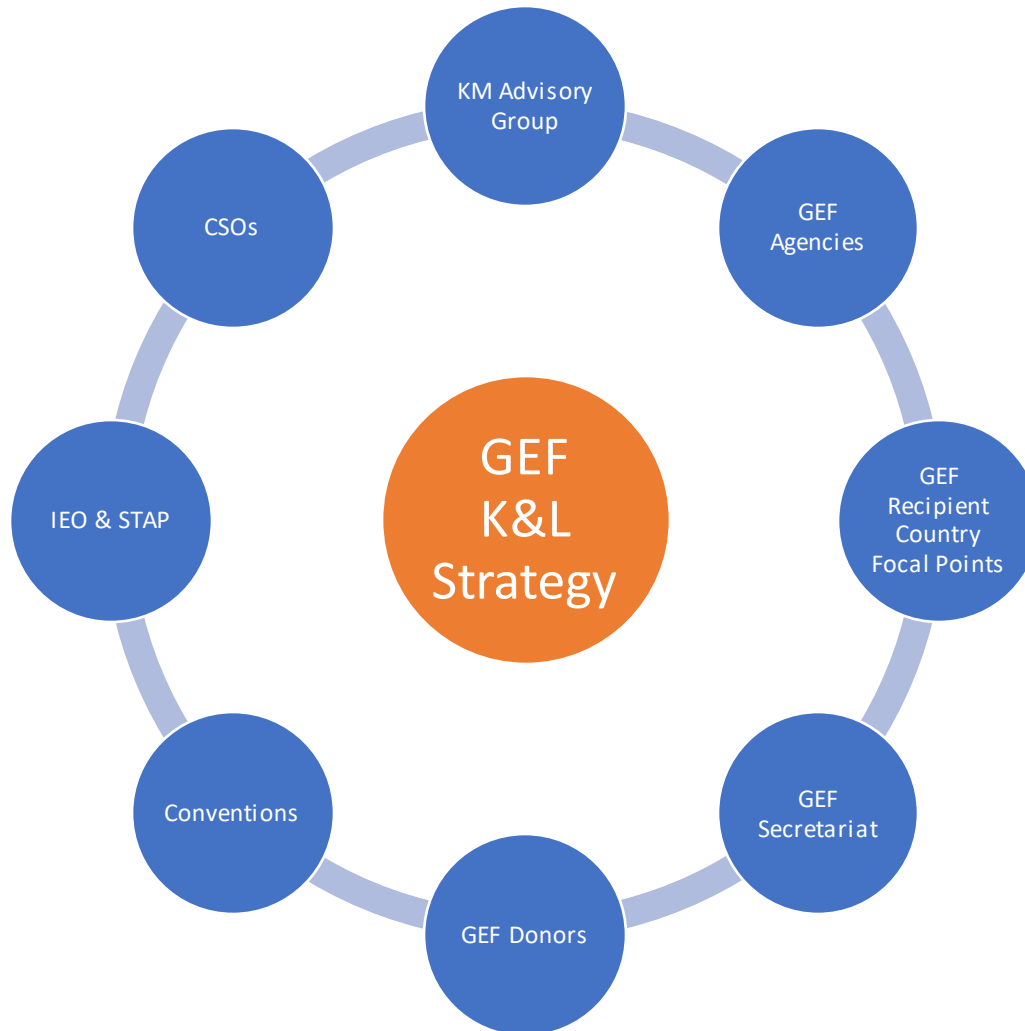 KM Advisory
Group
GEF
Agencies
GEF
Recipient
Country
Focal Points
GEF
Secretariat
GEF Donors
Conventions
IEO & STAP
CSOs
GEF
K&L
Strategy